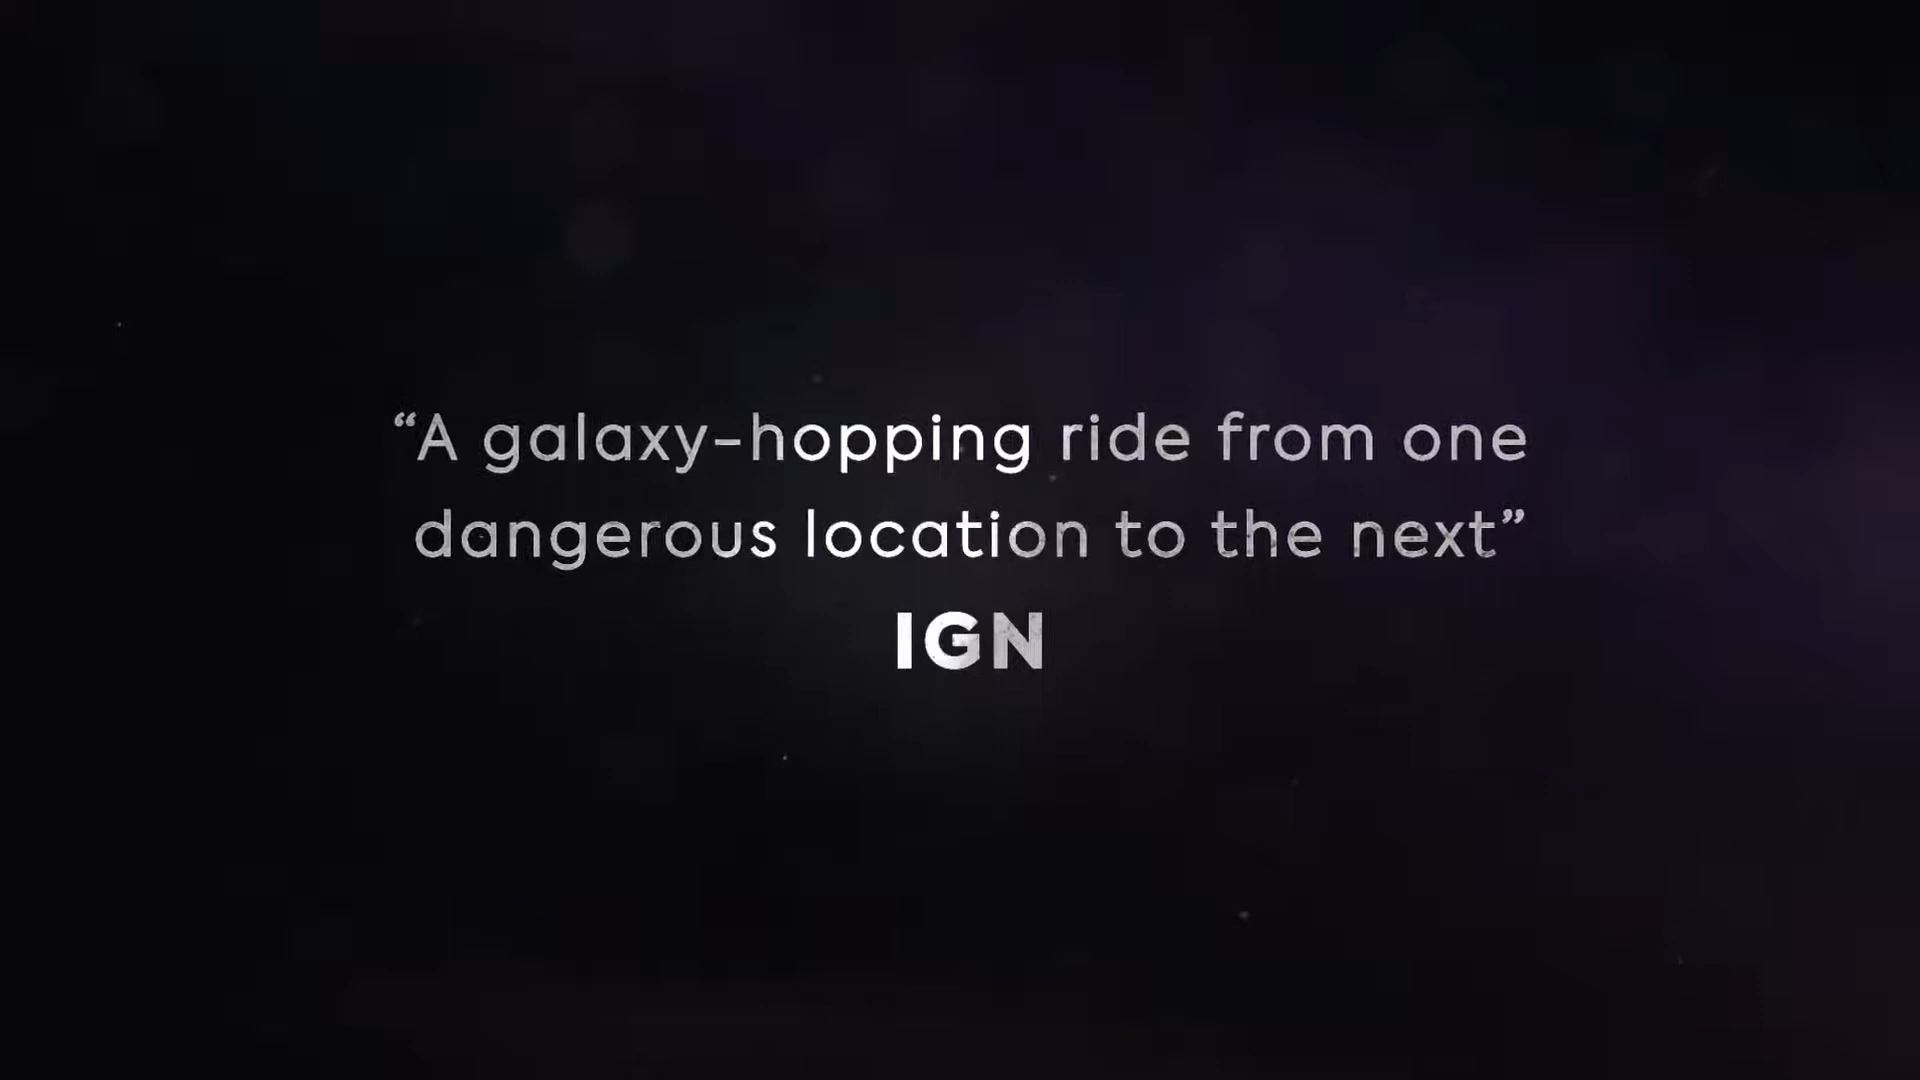 “A galaxy-hopping ride from one
dangerous location to the next”
IGN